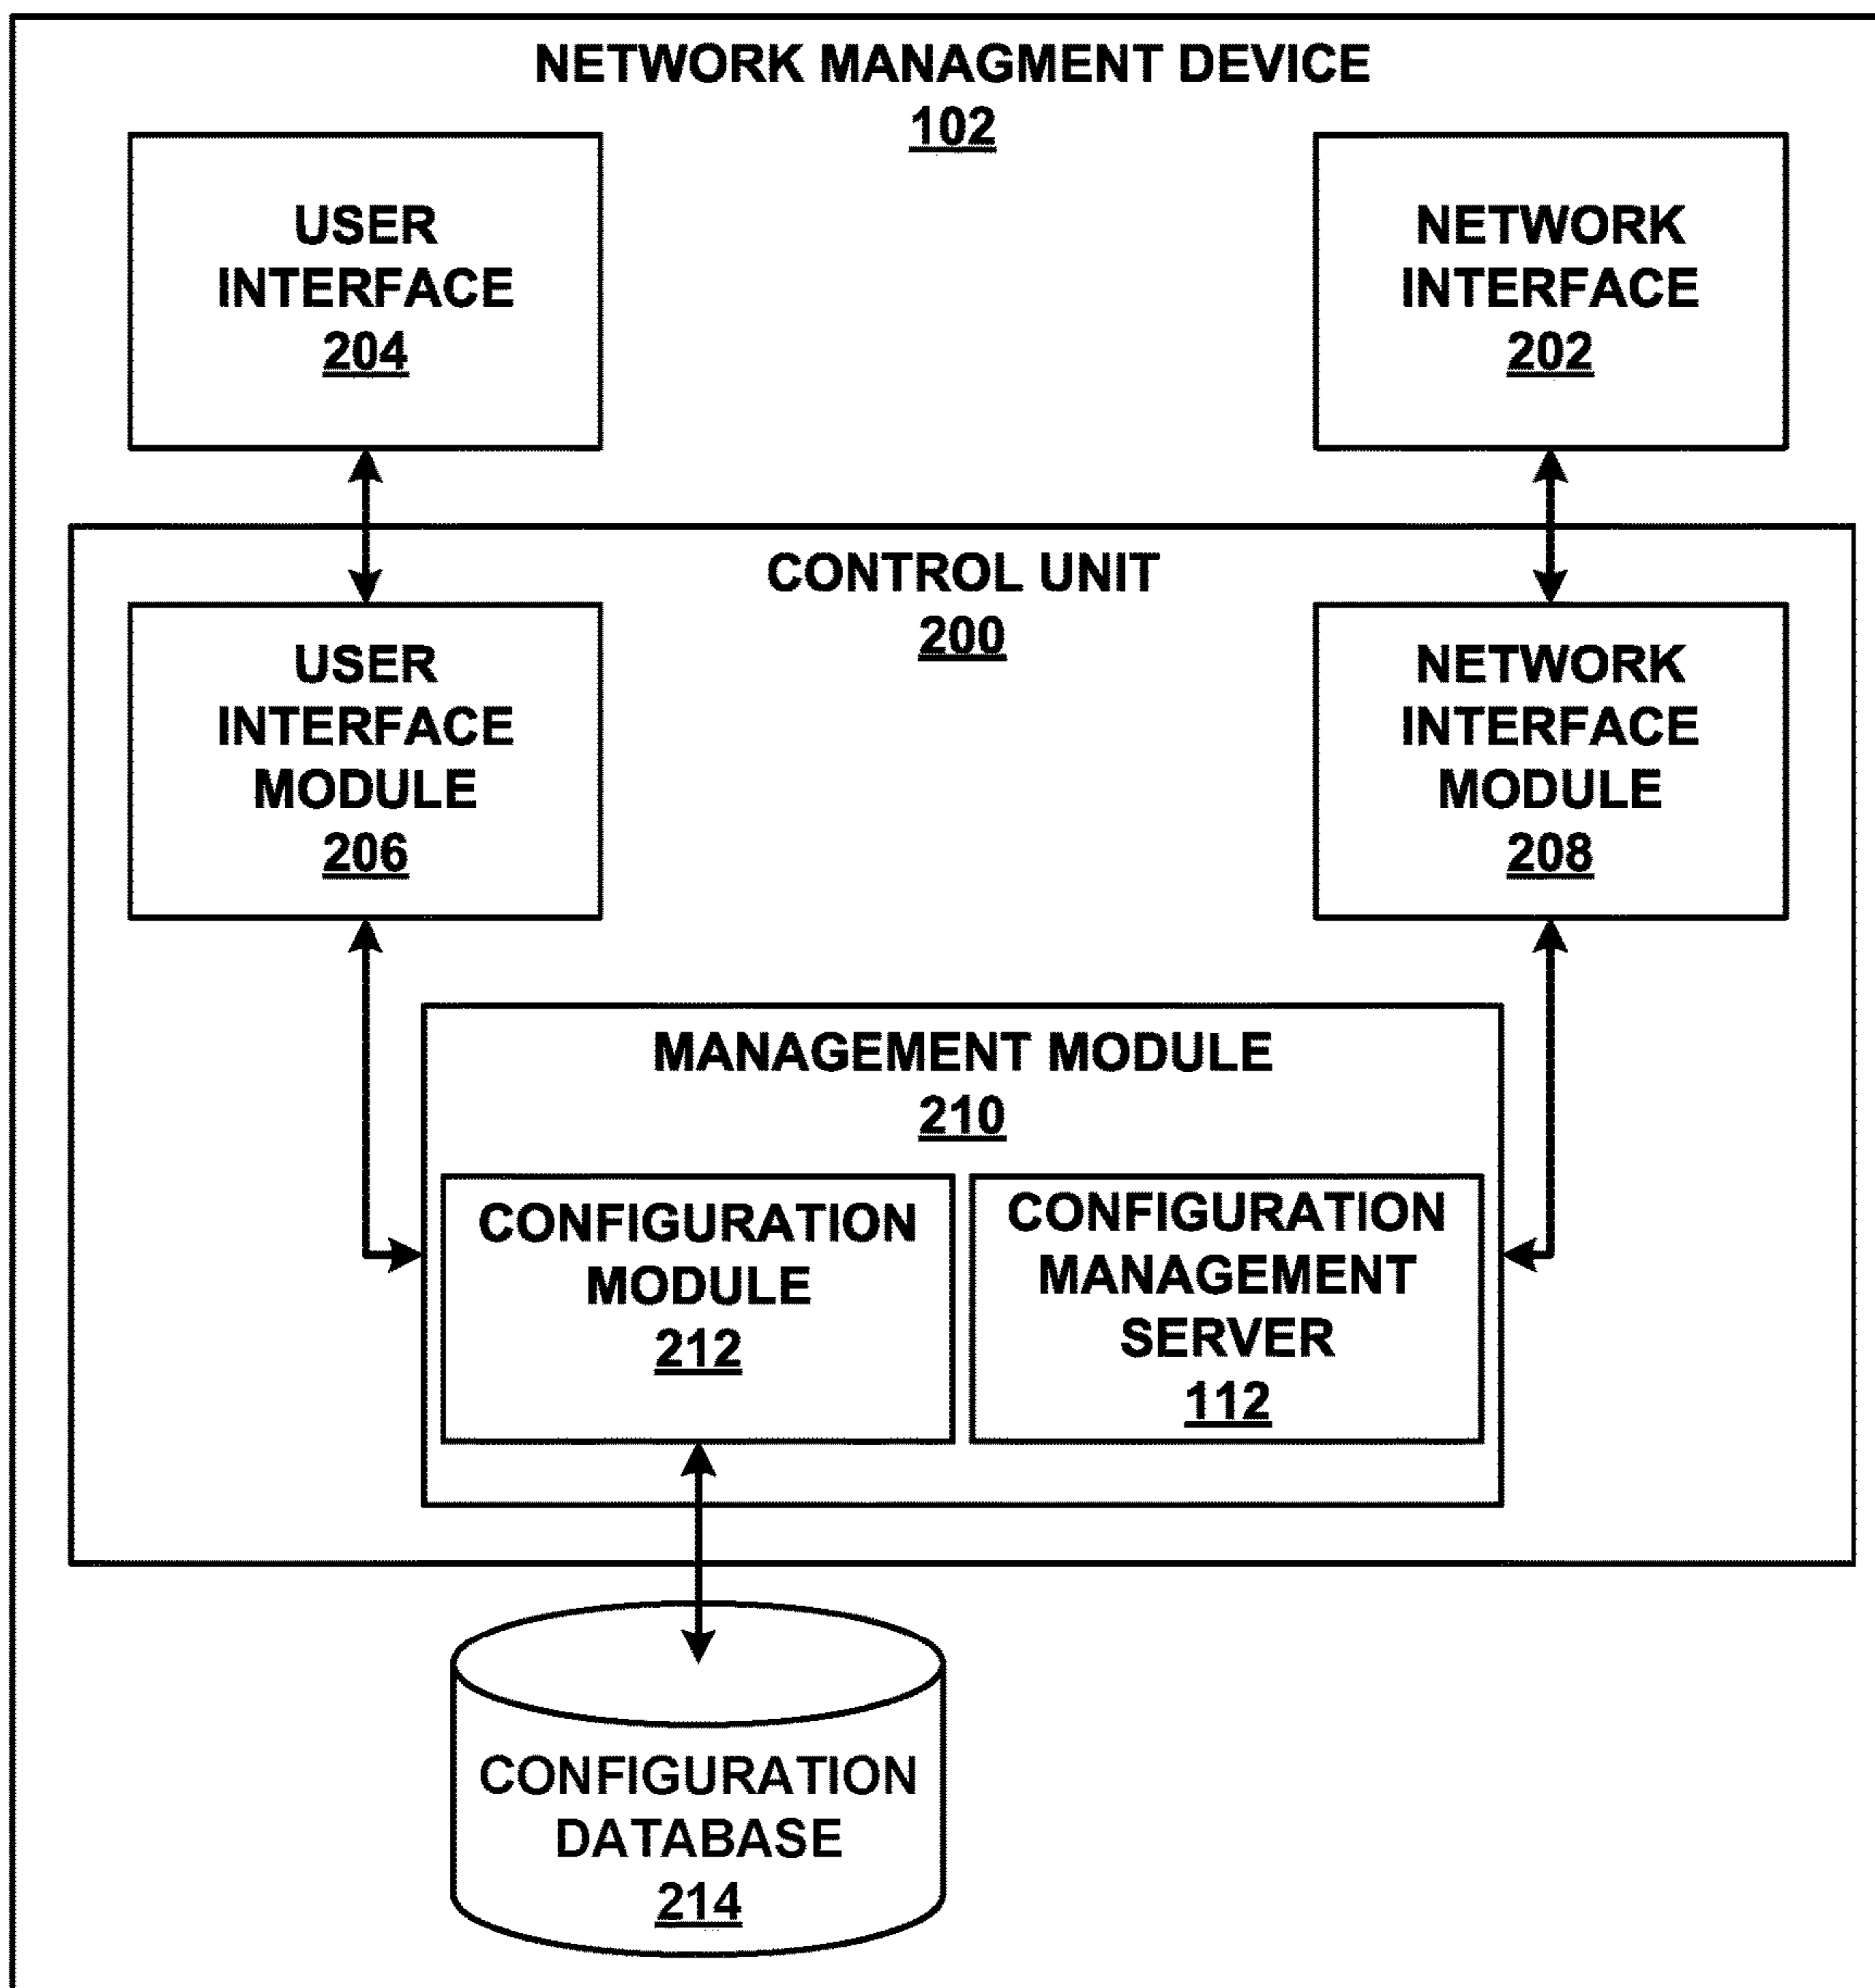 NETWORK MANAGMENT DEVICE
102
USER
INTERFACE
204
NETWORK
INTERFACE
202
CONTROL UNIT
200
USER
INTERFACE
MODULE
206
NETWORK
INTERFACE
MODULE
208
MANAGEMENT MODULE
210
CONFIGURATION
MODULE
212
CONFIGURATION
MANAGEMENT
SERVER
112
CONFIGURATION
DATABASE
214